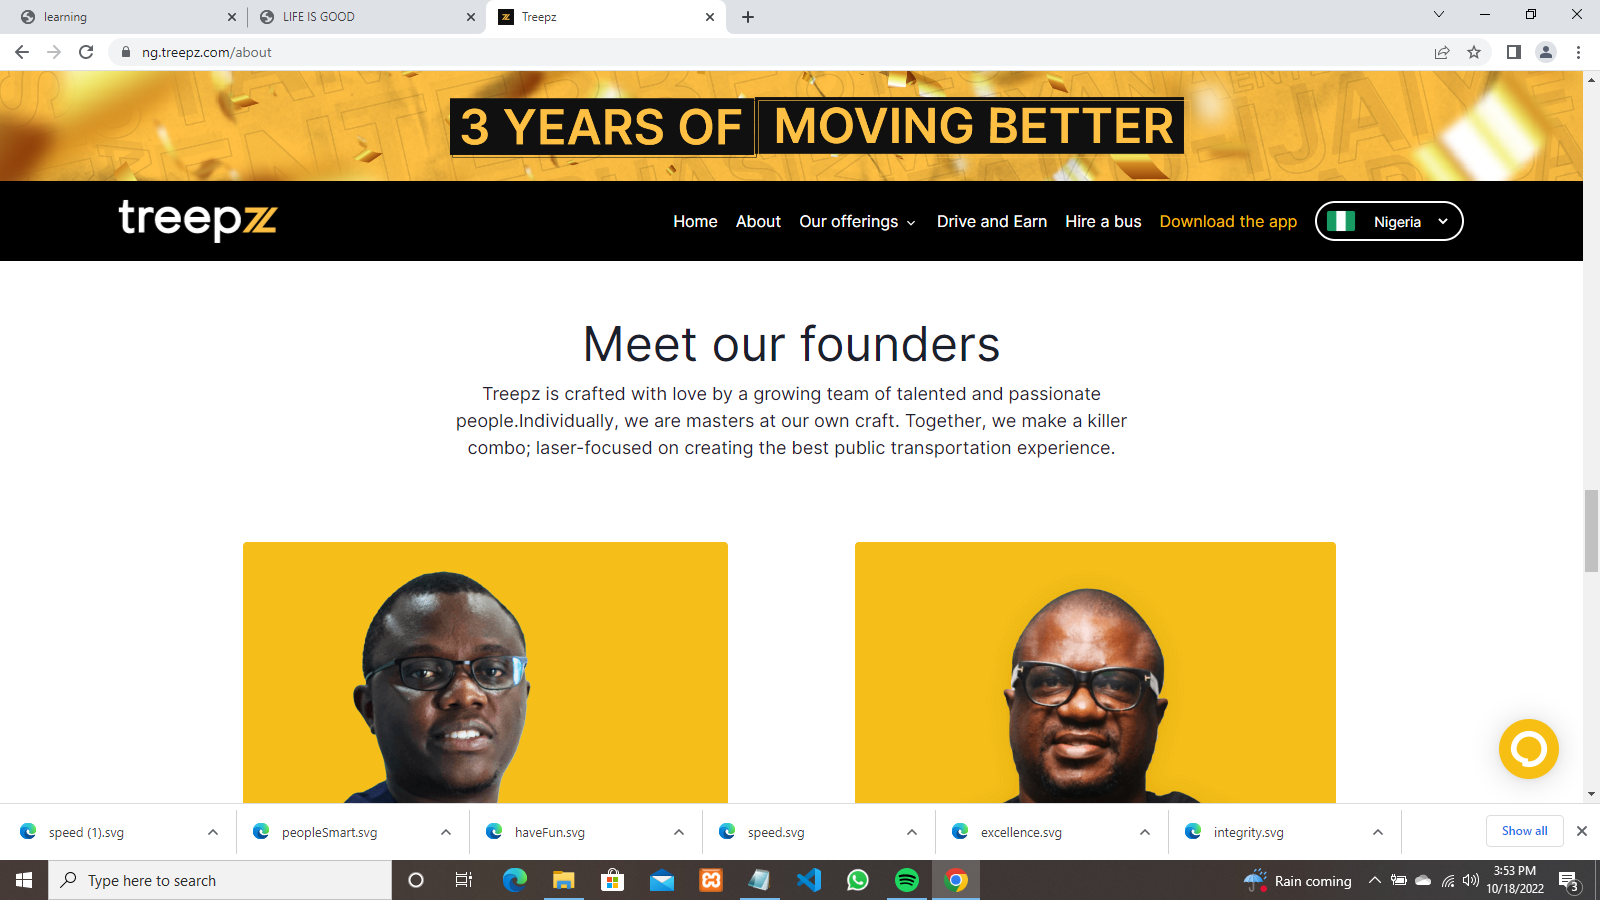 learning
LIFE IS GOOD
Treepz
ng.treepz.com/about
3 YEARS OF MOVING BETTER
treepz
Home About Our offerings Drive and Earn Hire a bus Download the app Nigeria
Meet our founders
Treepz is crafted with love by a growing team of talented and passionate
people.Individually, we are masters at our own craft. Together, we make a killer
combo; laser-focused on creating the best public transportation experience.
speed (1).svg
peopleSmart.svg
haveFun.svg
speed.svg
excellence.svg
integrity.svg
Show all
Type here to search
Rain coming
3:53 PM
10/18/2022
3